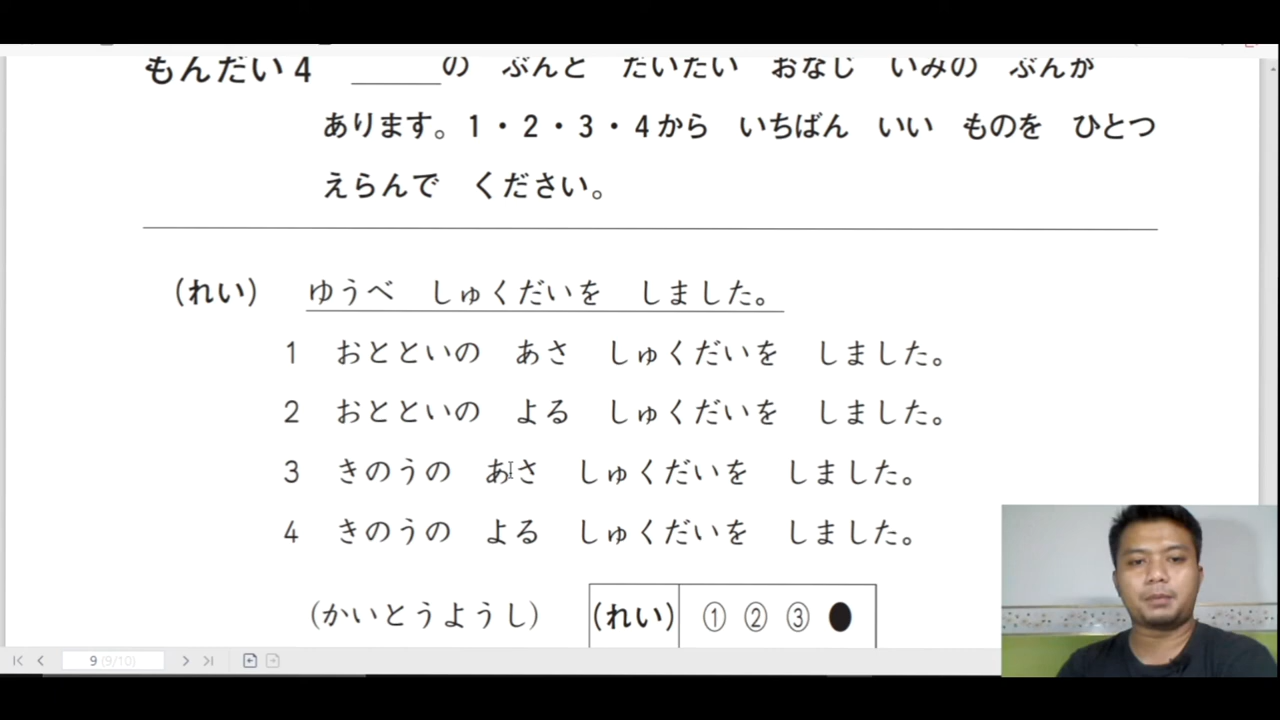 もんだい4 ______の ぶんと だいたい おなじ いみの ぶんが
あります。1・2・3・4から いちばん いい ものを ひとつ
えらんで ください。
(れい) ゆうべ しゅくだいを しました。
1 おとといの あさ しゅくだいを しました。
2 おとといの よる しゅくだいを しました。
3 きのうの あさ しゅくだいを しました。
4 きのうの よる しゅくだいを しました。
(かいとうようし) (れい) ① ② ③ ●
9 (9/10)